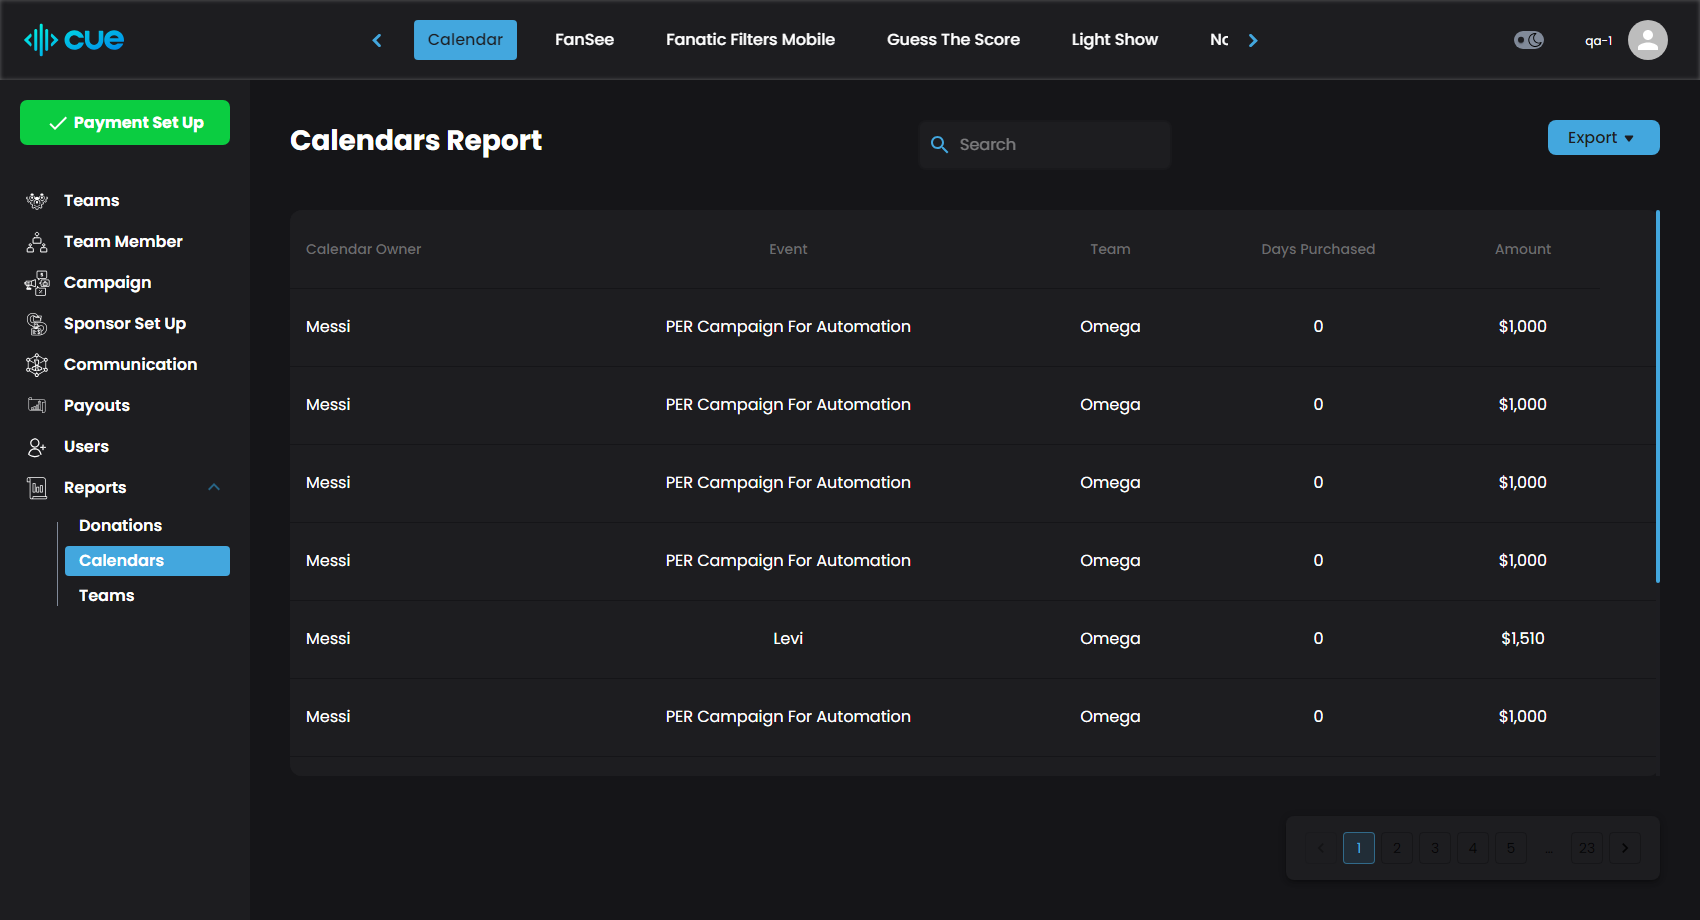 cue
Calendar FanSee Fanatic Filters Mobile Guess The Score Light Show
qa-1
Payment Set Up
Teams
Team Member
Campaign
Sponsor Set Up
Communication
Payouts
Users
Reports
Donations
Calendars
Teams
Calendars Report
Search
Export
Calendar Owner Event Team Days Purchased Amount
Messi PER Campaign For Automation Omega 0 $1,000
Messi PER Campaign For Automation Omega 0 $1,000
Messi PER Campaign For Automation Omega 0 $1,000
Messi PER Campaign For Automation Omega 0 $1,000
Messi Levi Omega 0 $1,510
Messi PER Campaign For Automation Omega 0 $1,000
1 2 3 4 5 ... 23